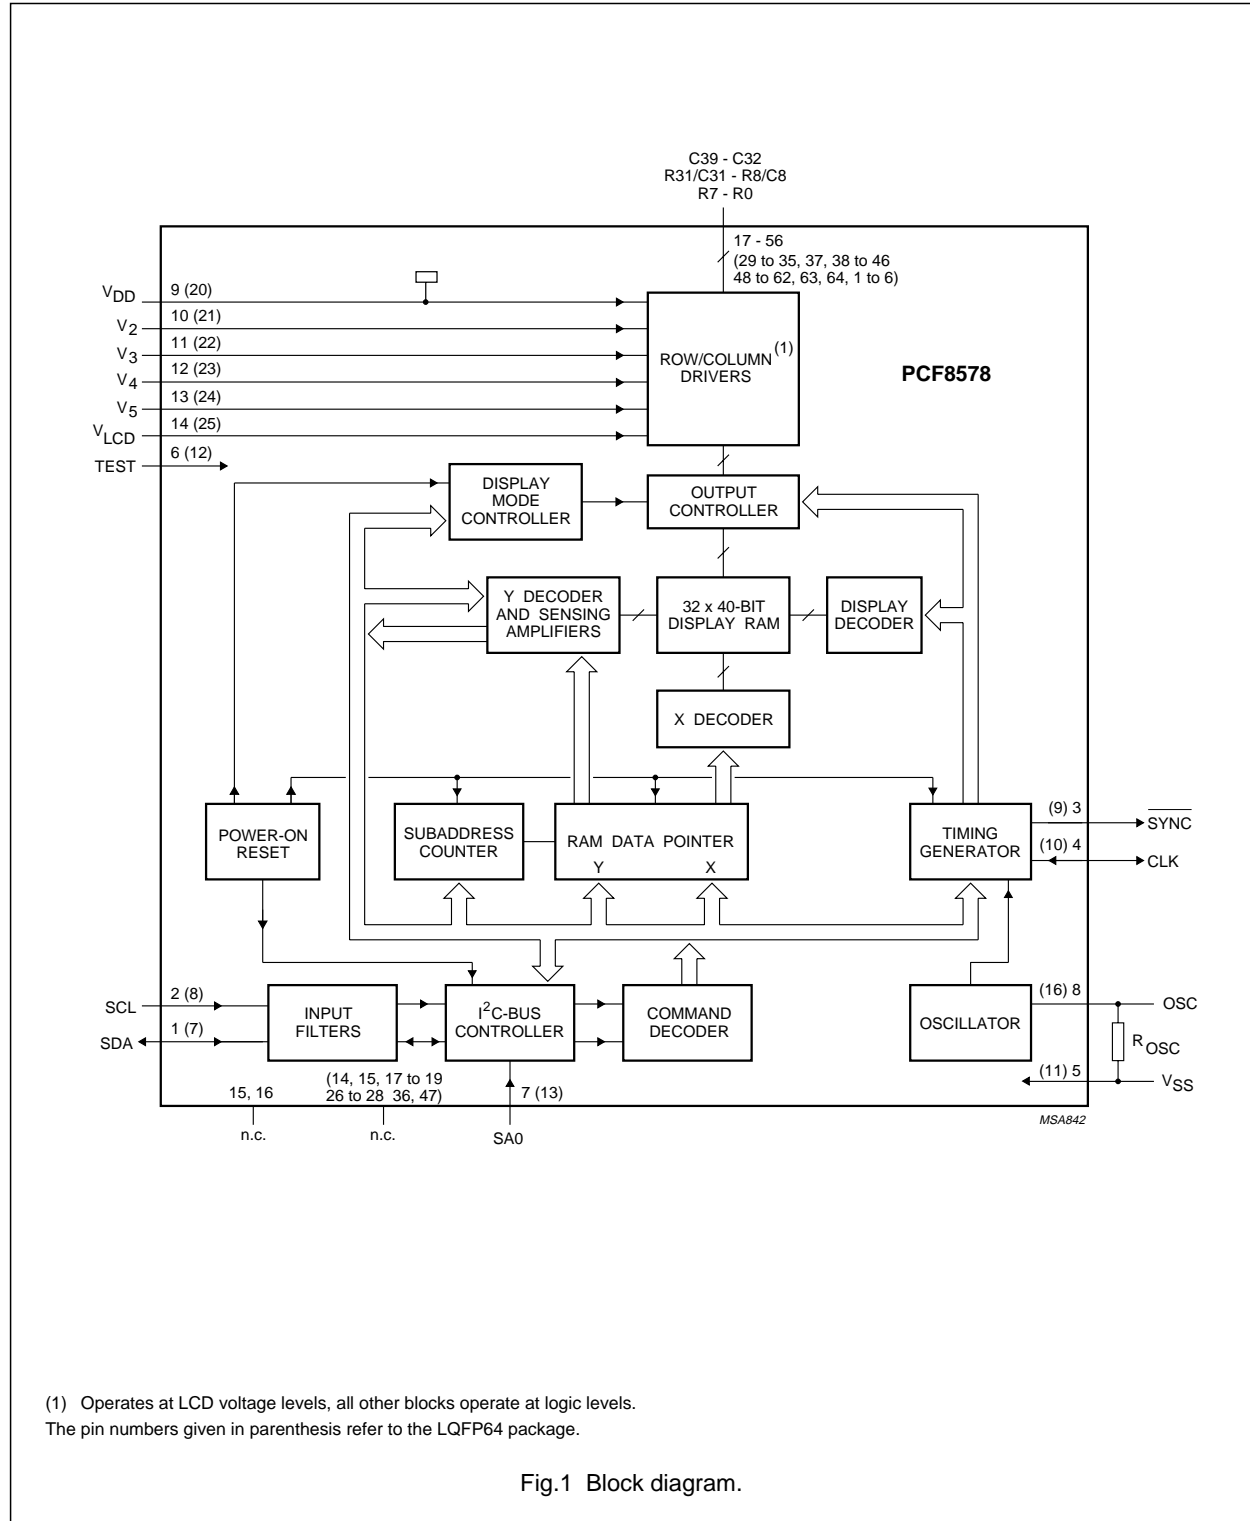 C39 - C32
R31/C31 - R8/C8
R7 - R0
17 - 56
(29 to 35, 37, 38 to 46
48 to 62, 63, 64, 1 to 6)
VDD 9 (20)
V2 10 (21)
V3 11 (22)
V4 12 (23)
V5 13 (24)
VLCD 14 (25)
TEST 6 (12)
ROW/COLUMN (1)
DRIVERS
PCF8578
DISPLAY
MODE
CONTROLLER
OUTPUT
CONTROLLER
Y DECODER
AND SENSING
AMPLIFIERS
32 x 40-BIT
DISPLAY RAM
DISPLAY
DECODER
X DECODER
POWER-ON
RESET
SUBADDRESS
COUNTER
RAM DATA POINTER
Y X
TIMING
GENERATOR
(9) 3 SYNC
(10) 4 CLK
SCL 2 (8)
SDA 1 (7)
INPUT
FILTERS
I2C-BUS
CONTROLLER
COMMAND
DECODER
OSCILLATOR
(16) 8 OSC
ROSC
(11) 5 VSS
15, 16
n.c.
(14, 15, 17 to 19
26 to 28 36, 47)
n.c.
7 (13)
SA0
MSA842
(1) Operates at LCD voltage levels, all other blocks operate at logic levels.
The pin numbers given in parenthesis refer to the LQFP64 package.
Fig.1 Block diagram.